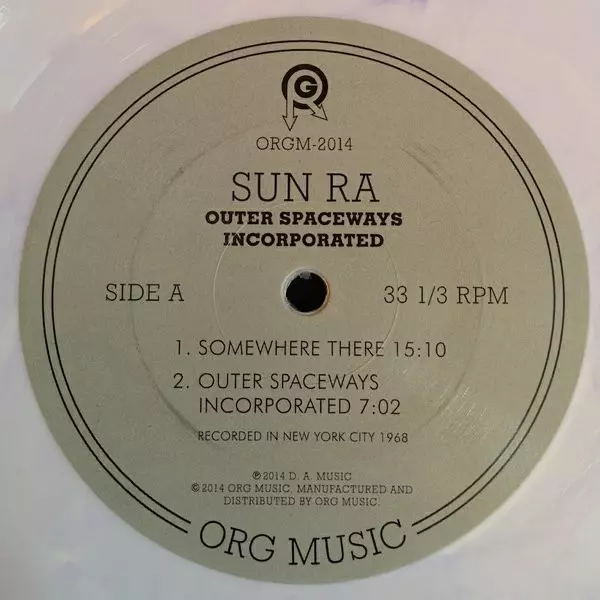 ORG
ORGM-2014
SUN RA
OUTER SPACEWAYS
INCORPORATED
SIDE A
33 1/3 RPM
1. SOMEWHERE THERE 15:10
2. OUTER SPACEWAYS
INCORPORATED 7:02
RECORDED IN NEW YORK CITY 1968
℗ 2014 D. A. MUSIC
© 2014 ORG MUSIC. MANUFACTURED AND
DISTRIBUTED BY ORG MUSIC.
ORG MUSIC